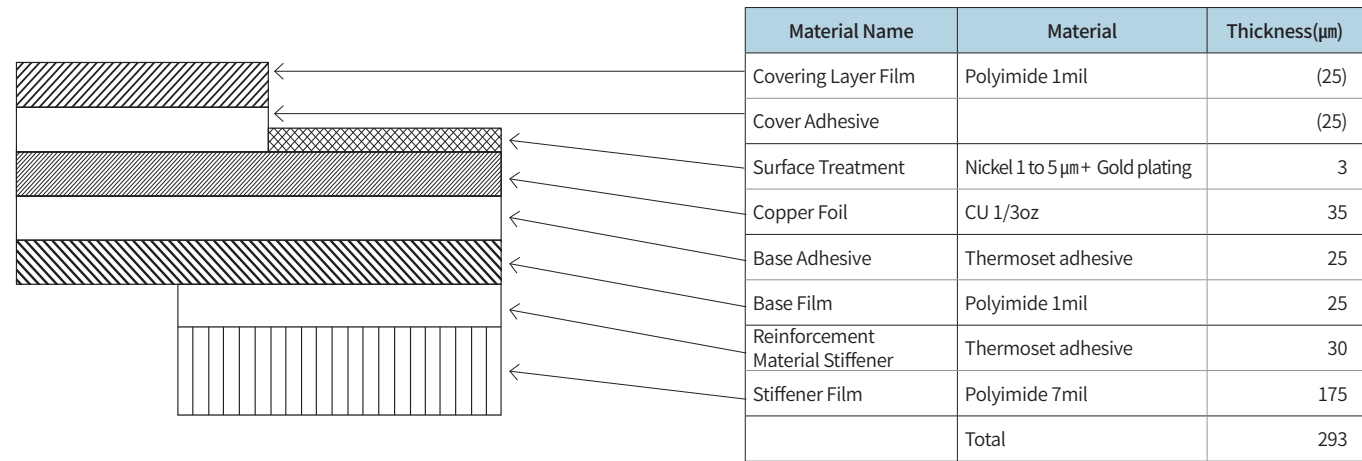 Material Name Material Thickness(㎛)
Covering Layer Film Polyimide 1mil (25)
Cover Adhesive (25)
Surface Treatment Nickel 1 to 5㎛+ Gold plating 3
Copper Foil CU 1/3oz 35
Base Adhesive Thermoset adhesive 25
Base Film Polyimide 1mil 25
Reinforcement
Material Stiffener Thermoset adhesive 30
Stiffener Film Polyimide 7mil 175
Total 293